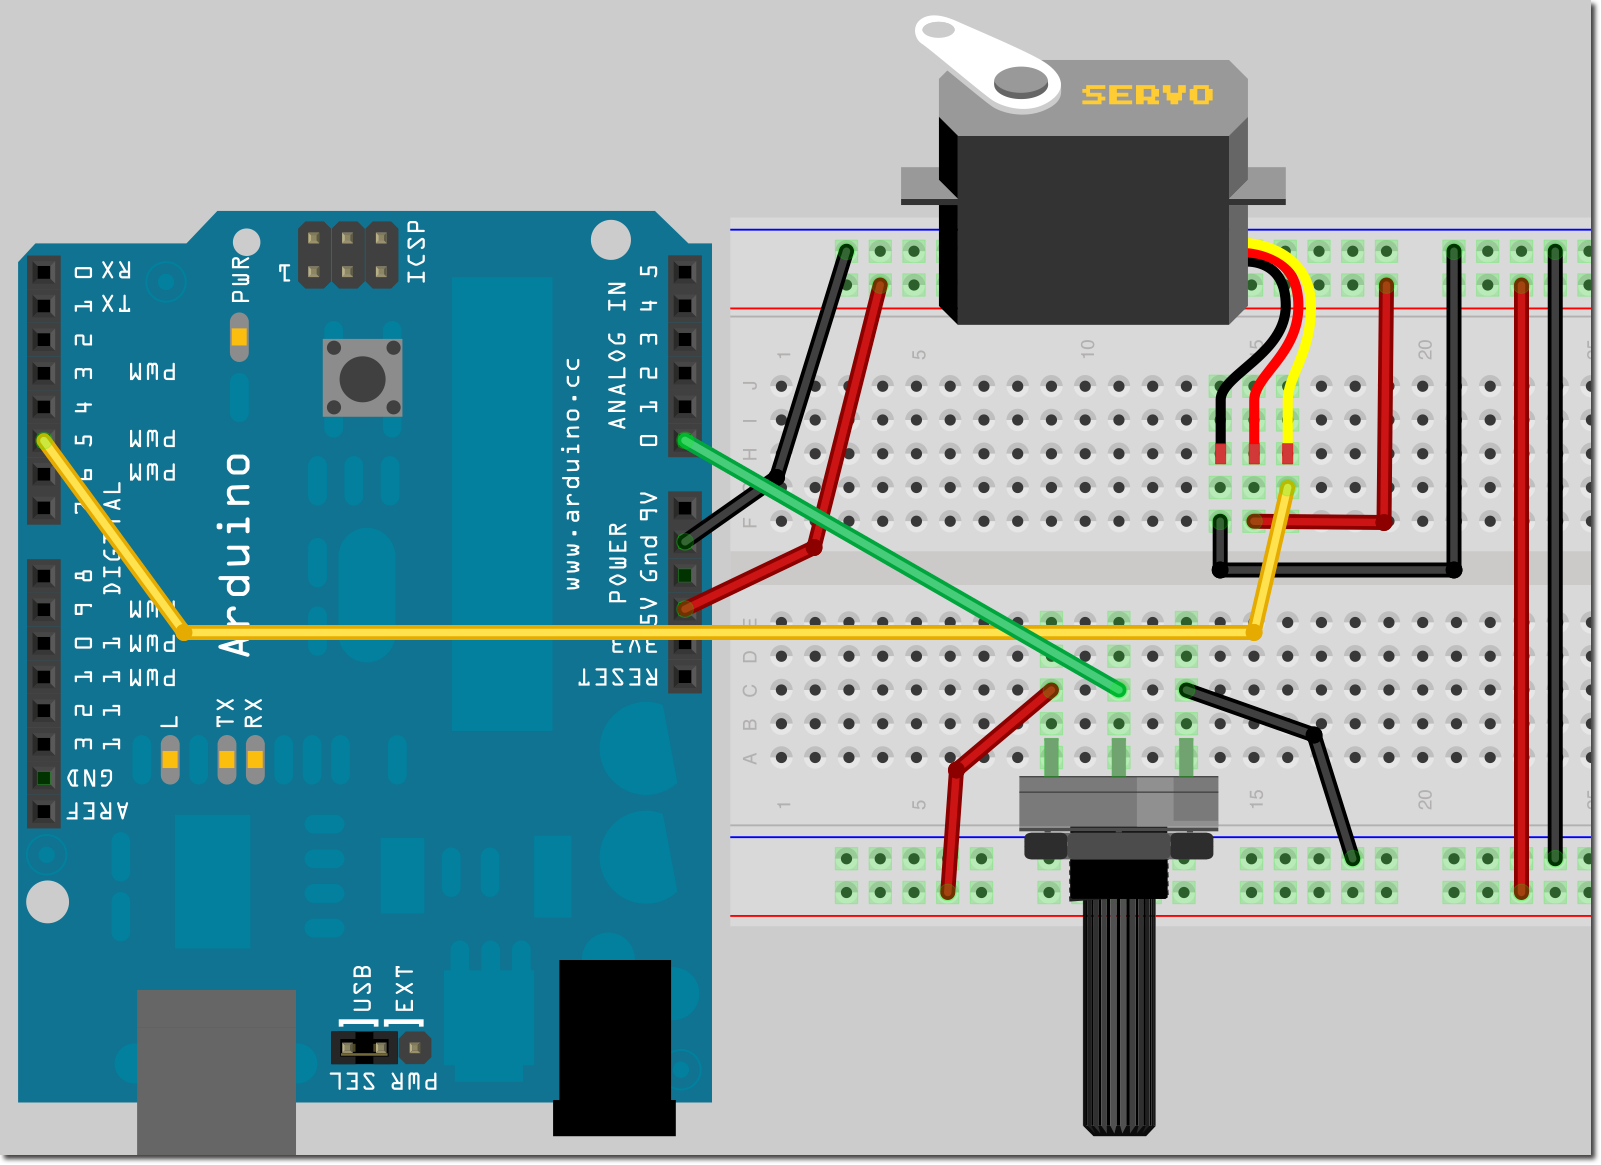 SERVO
ICSP
1
PWR
RX 0
TX 1
2
PWM 3
4
PWM 5
PWM 6
7
DIGITAL
8
PWM 9
PWM 10
PWM 11
12
13
GND
AREF
Arduino
www.arduino.cc
ANALOG IN
5
4
3
2
1
0
POWER
9V
Gnd
5V
3V3
RESET
L
TX
RX
USB
EXT
PWR SEL
1
5
10
15
20
25
J
I
H
F
E
D
C
B
A
1
5
15
20
25